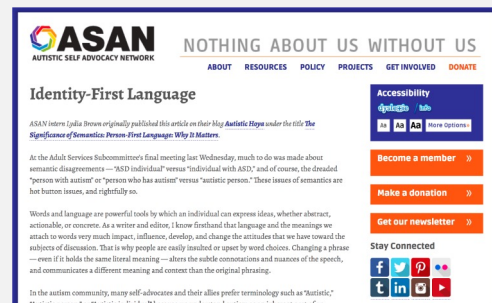 ASAN
AUTISTIC SELF ADVOCACY NETWORK
NOTHING ABOUT US WITHOUT US
ABOUT RESOURCES POLICY PROJECTS GET INVOLVED DONATE
Identity-First Language
ASAN intern Lydia Brown originally published this article on their blog Autistic Hoya under the title The
Significance of Semantics: Person-First Language: Why It Matters.
At the Adult Services Subcommittee's final meeting last Wednesday, much to do was made about
semantic disagreements — "ASD individual" versus "individual with ASD," and of course, the dreaded
"person with autism" or "person who has autism" versus "autistic person." These issues of semantics are
hot button issues, and rightfully so.
Words and language are powerful tools by which an individual can express ideas, whether abstract,
actionable, or concrete. As a writer and editor, I know firsthand that language and the meanings we
attach to words very much impact, influence, develop, and change the attitudes that we have toward the
subjects of discussion. That is why people are easily insulted or upset by word choices. Changing a phrase
— even if it holds the same literal meaning — alters the subtle connotations and nuances of the speech,
and communicates a different meaning and context than the original phrasing.
In the autism community, many self-advocates and their allies prefer terminology such as "Autistic,"
Accessibility
dyslexie info
Aa Aa Aa More Options
Become a member »
Make a donation »
Get our newsletter »
Stay Connected